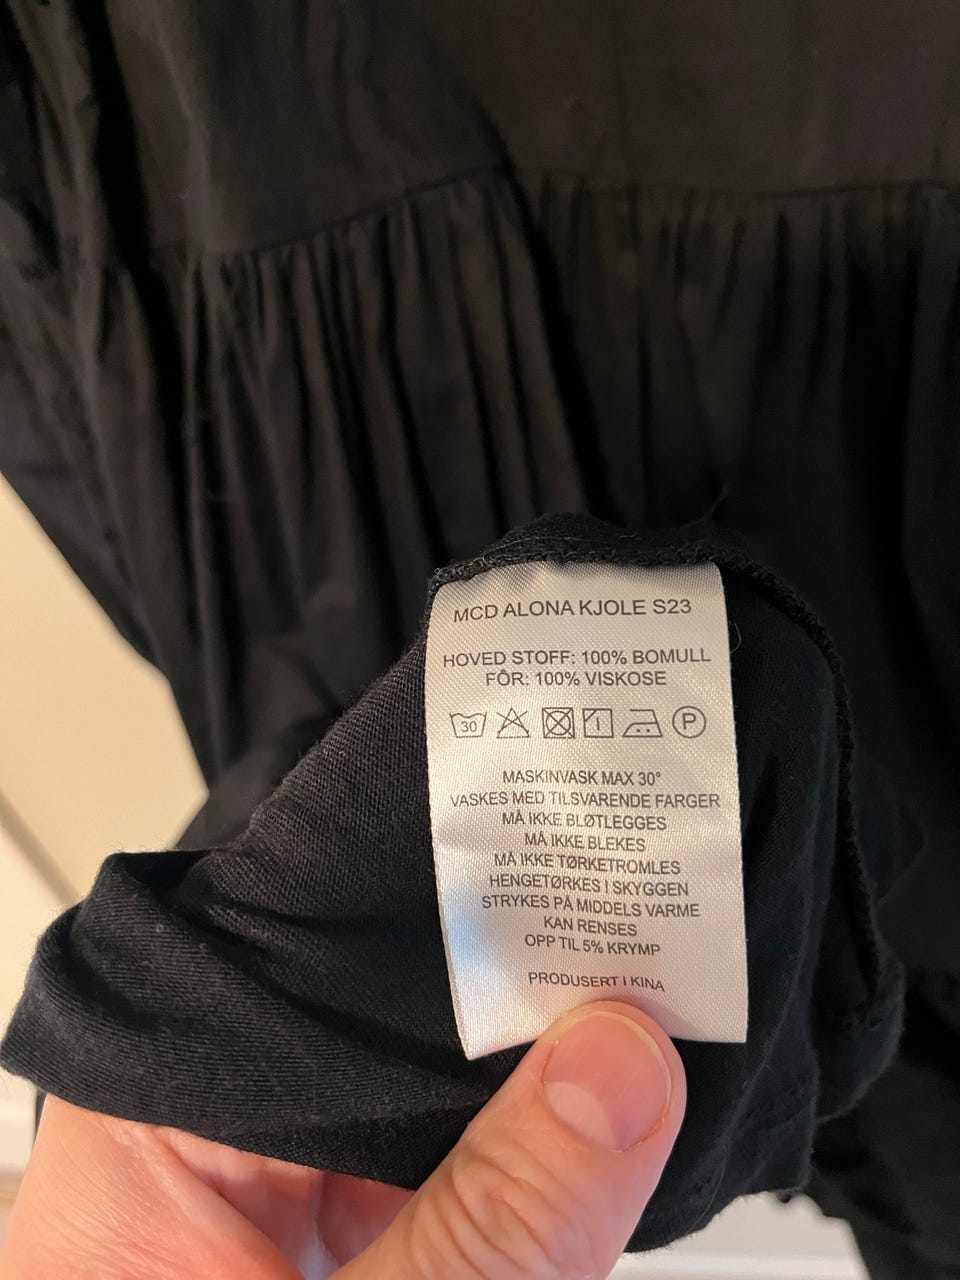 MCD ALONA KJOLE S23
HOVED STOFF: 100% BOMULL
FÔR: 100% VISKOSE
30 P
MASKINVASK MAX 30°
VASKES MED TILSVARENDE FARGER
MÅ IKKE BLØTLEGGES
MÅ IKKE BLEKES
MÅ IKKE TØRKETROMLES
HENGETØRKES I SKYGGEN
STRYKES PÅ MIDDELS VARME
KAN RENSES
OPP TIL 5% KRYMP
PRODUSERT I KINA